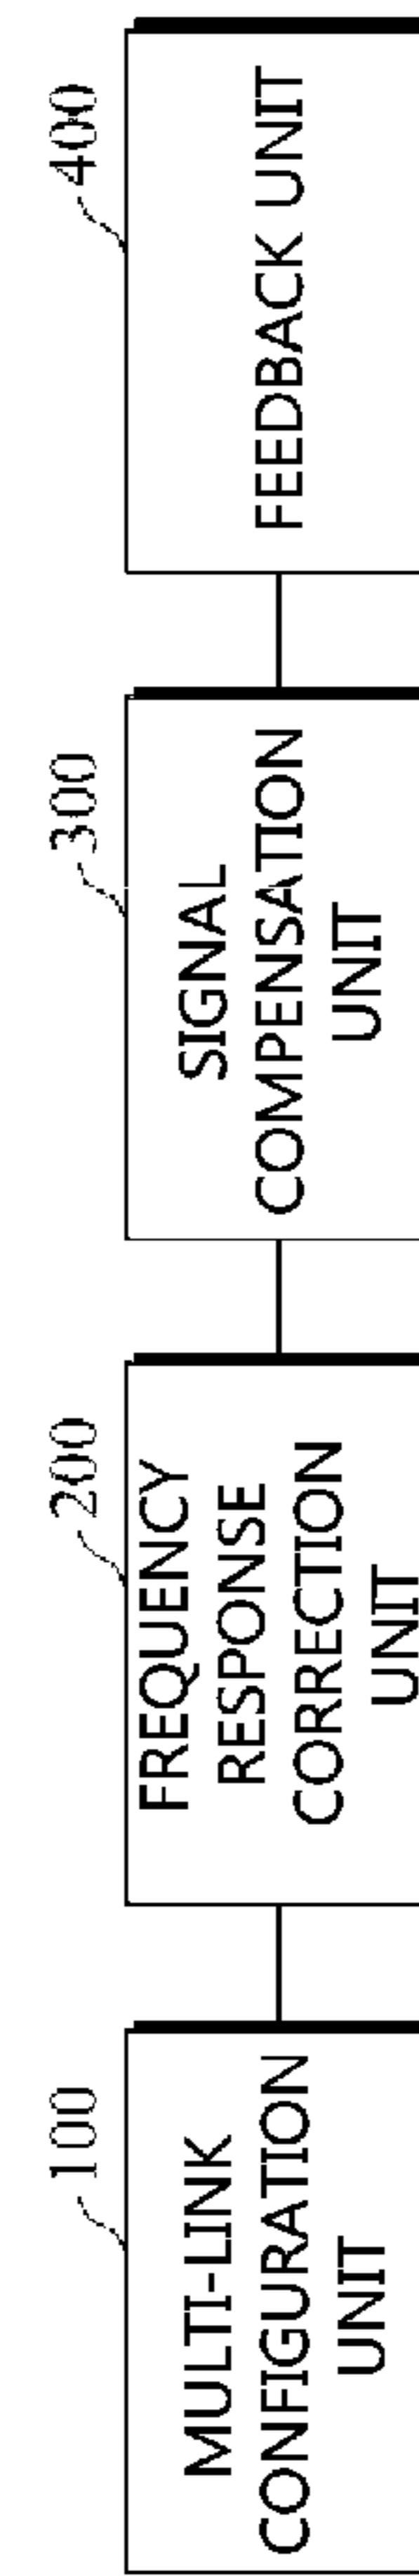 100
MULTI-LINK
CONFIGURATION
UNIT
200
FREQUENCY
RESPONSE
CORRECTION
UNIT
300
SIGNAL
COMPENSATION
UNIT
400
FEEDBACK UNIT